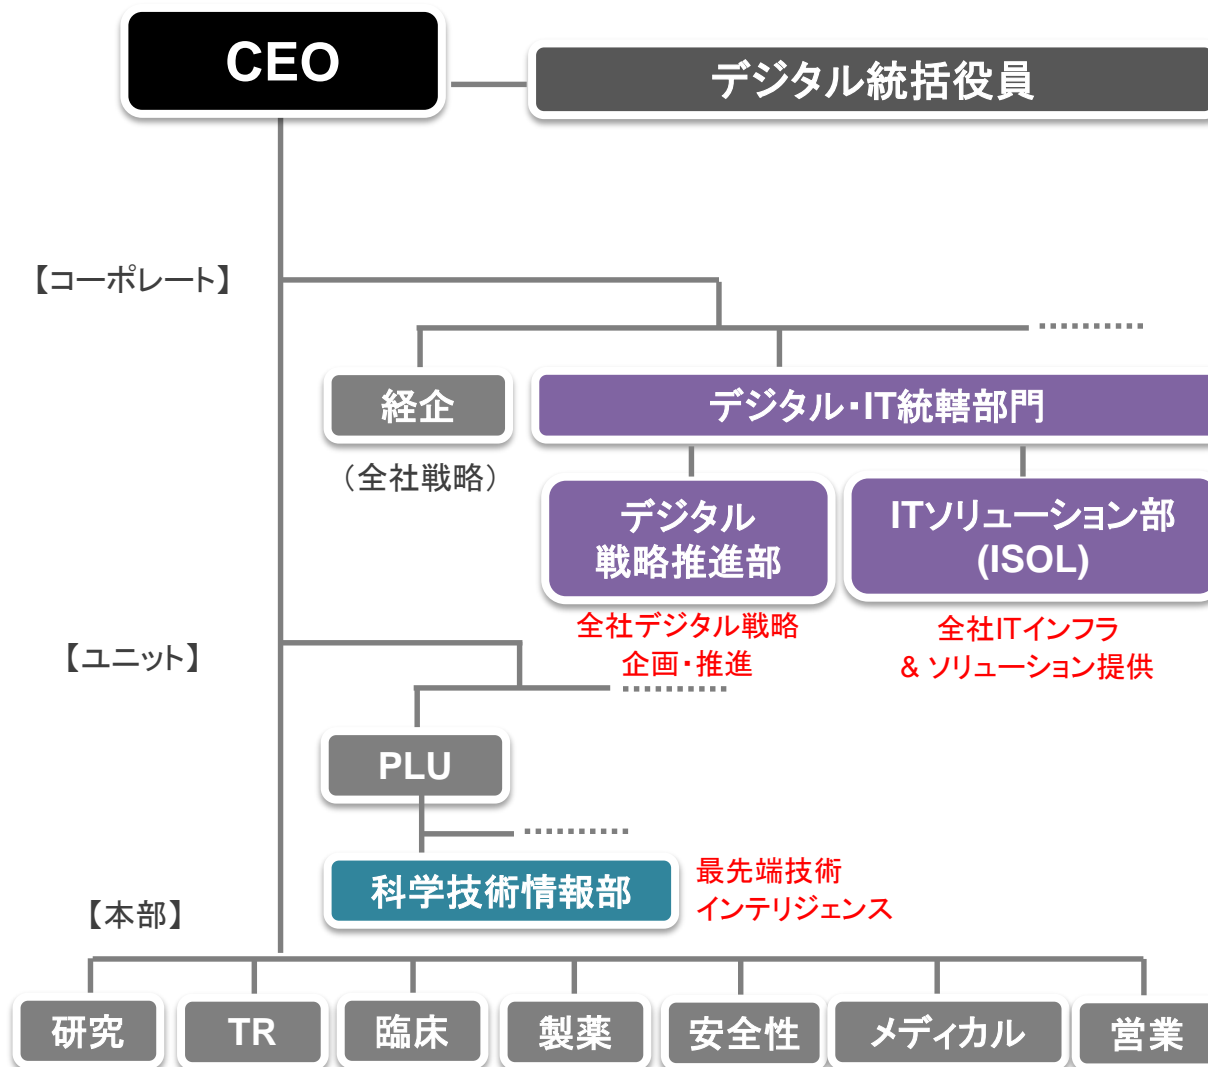 CEO
デジタル統括役員
【コーポレート】
経企
デジタル・IT統轄部門
（全社戦略）
デジタル
戦略推進部
ITソリューション部
(ISOL)
全社デジタル戦略
企画・推進
全社ITインフラ
& ソリューション提供
【ユニット】
PLU
科学技術情報部
最先端技術
インテリジェンス
【本部】
研究
TR
臨床
製薬
安全性
メディカル
営業